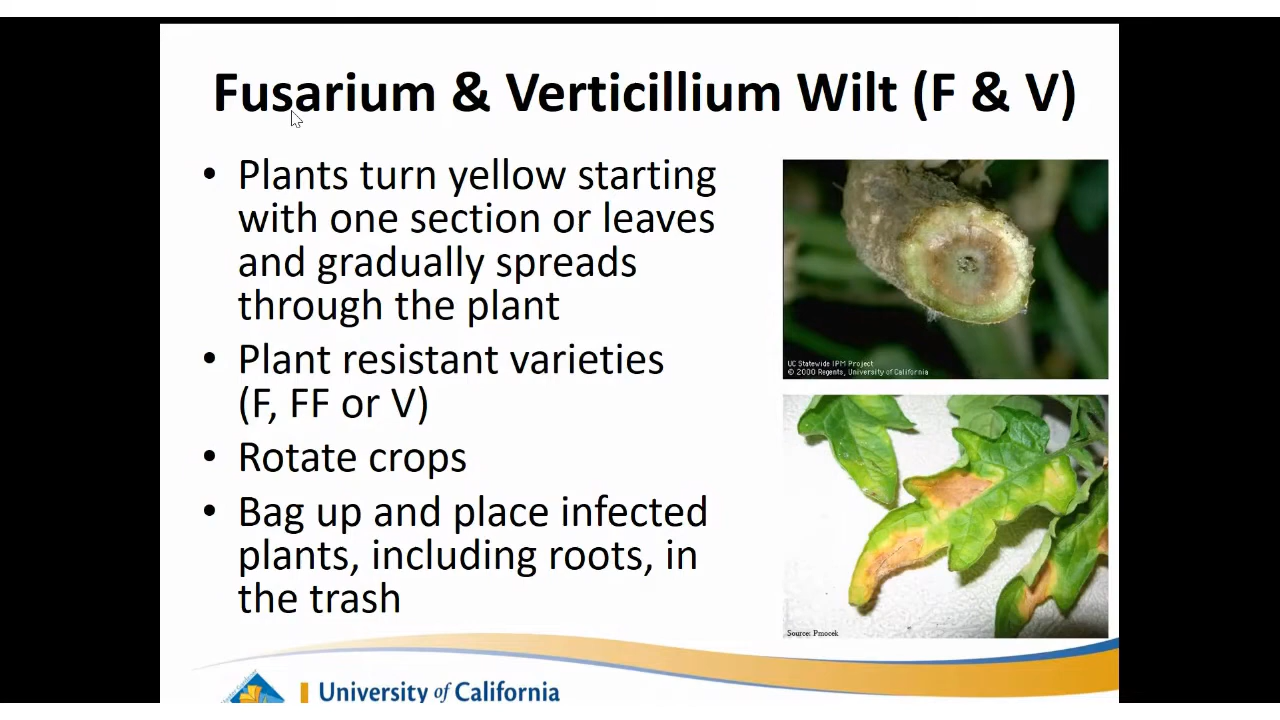 Fusarium & Verticillium Wilt (F & V)
• Plants turn yellow starting
with one section or leaves
and gradually spreads
through the plant
• Plant resistant varieties
(F, FF or V)
• Rotate crops
• Bag up and place infected
plants, including roots, in
the trash
UC Statewide IPM Project
© 2000 Regents, University of California
Source: Pmocek
University of California